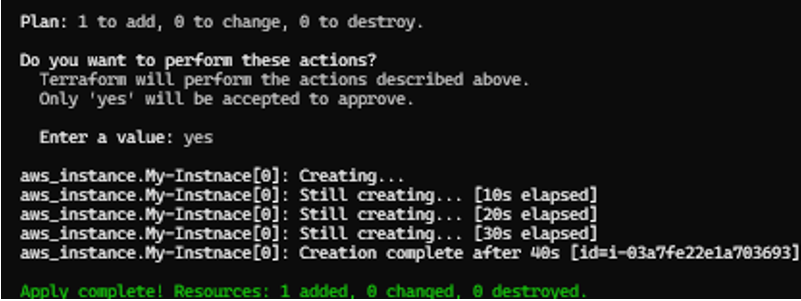 Plan: 1 to add, 0 to change, 0 to destroy.
Do you want to perform these actions?
Terraform will perform the actions described above.
Only 'yes' will be accepted to approve.
Enter a value: yes
aws_instance.My-Instnace[0]: Creating...
aws_instance.My-Instnace[0]: Still creating... [10s elapsed]
aws_instance.My-Instnace[0]: Still creating... [20s elapsed]
aws_instance.My-Instnace[0]: Still creating... [30s elapsed]
aws_instance.My-Instnace[0]: Creation complete after 40s [id=i-03a7fe22e1a703693]
Apply complete! Resources: 1 added, 0 changed, 0 destroyed.